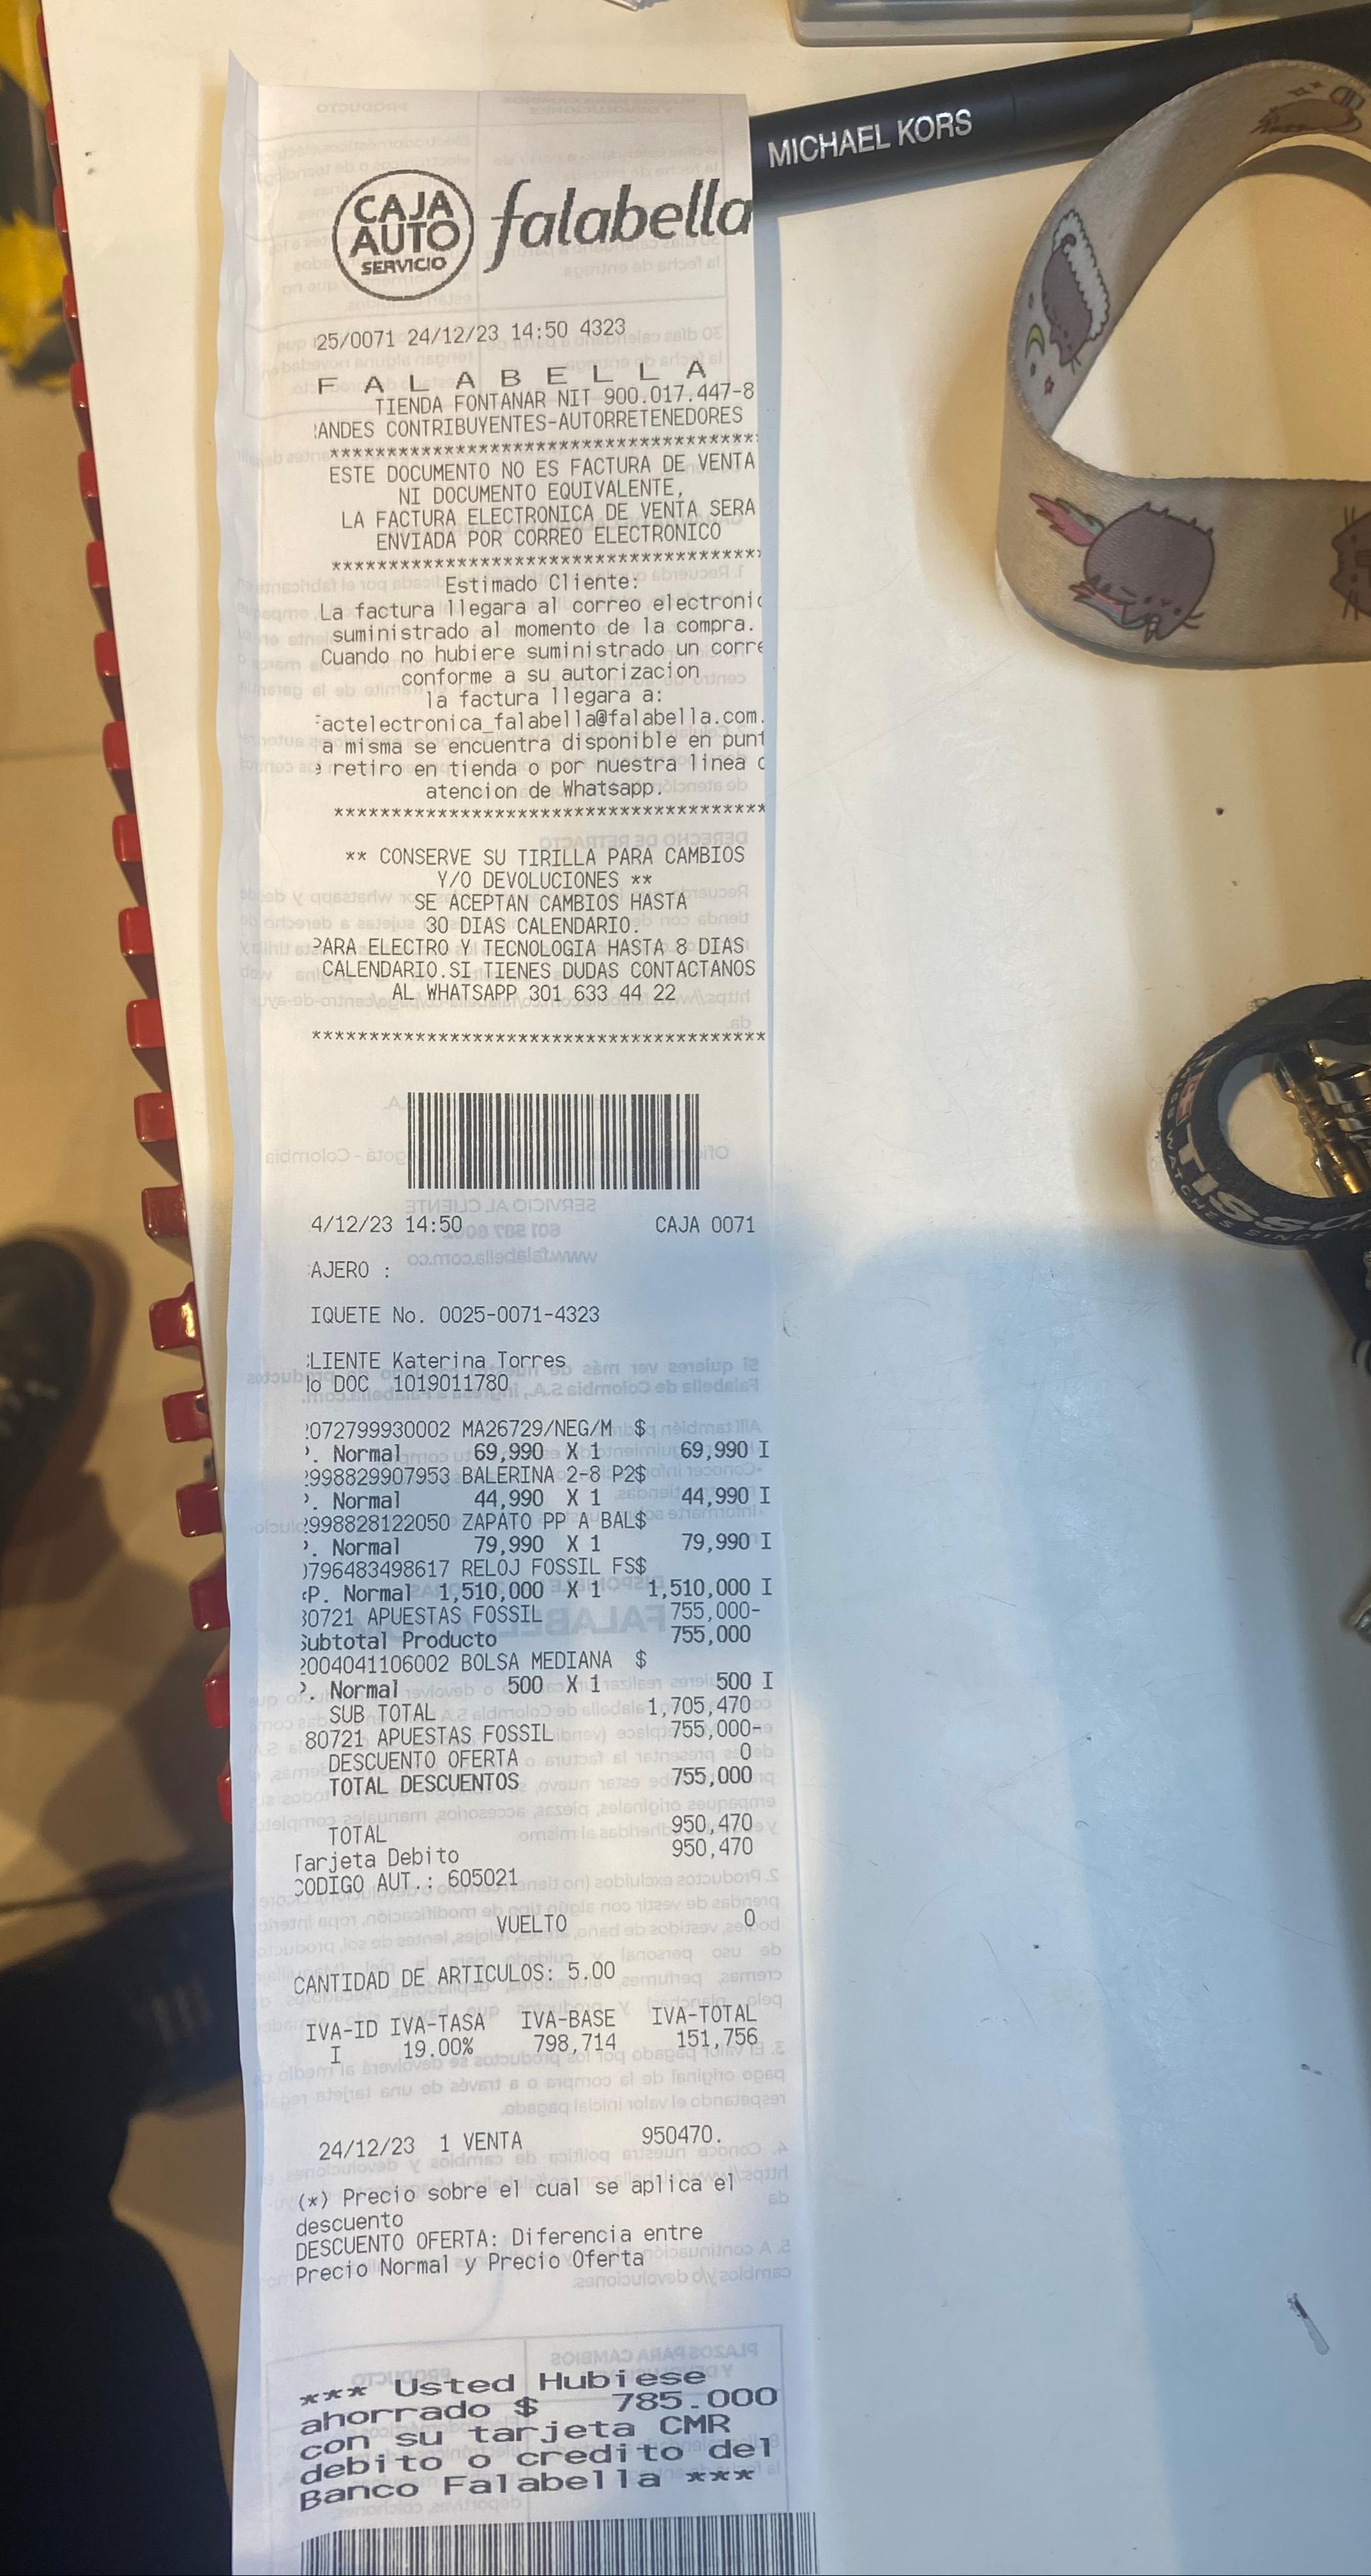 MICHAEL KORS
CAJA
AUTO
SERVICIO
falabella
25/0071 24/12/23 14:50 4323
F A L A B E L L A
TIENDA FONTANAR NIT 900.017.447-8
ANDES CONTRIBUYENTES-AUTORRETENEDORES
*************************************
ESTE DOCUMENTO NO ES FACTURA DE VENTA
NI DOCUMENTO EQUIVALENTE,
LA FACTURA ELECTRONICA DE VENTA SERA
ENVIADA POR CORREO ELECTRONICO
*************************************
Estimado Cliente:
La factura llegara al correo electronic
suministrado al momento de la compra.
Cuando no hubiere suministrado un corre
conforme a su autorizacion
la factura llegara a:
actelectronica_falabella@falabella.com.
a misma se encuentra disponible en punt
e retiro en tienda o por nuestra linea d
atencion de Whatsapp.
*************************************
** CONSERVE SU TIRILLA PARA CAMBIOS
Y/O DEVOLUCIONES **
SE ACEPTAN CAMBIOS HASTA
30 DIAS CALENDARIO.
PARA ELECTRO Y TECNOLOGIA HASTA 8 DIAS
CALENDARIO.SI TIENES DUDAS CONTACTANOS
AL WHATSAPP 301 633 44 22
***************************************
4/12/23 14:50 CAJA 0071
AJERO :
IQUETE No. 0025-0071-4323
LIENTE Katerina Torres
lo DOC 1019011780
2072799930002 MA26729/NEG/M $
P. Normal 69,990 X 1 69,990 I
2998829907953 BALERINA 2-8 P2$
P. Normal 44,990 X 1 44,990 I
2998828122050 ZAPATO PP A BAL$
P. Normal 79,990 X 1 79,990 I
0796483498617 RELOJ FOSSIL FS$
P. Normal 1,510,000 X 1 1,510,000 I
80721 APUESTAS FOSSIL 755,000-
Subtotal Producto 755,000
2004041106002 BOLSA MEDIANA $
P. Normal 500 X 1 500 I
SUB TOTAL 1,705,470
80721 APUESTAS FOSSIL 755,000-
DESCUENTO OFERTA 0
TOTAL DESCUENTOS 755,000
TOTAL 950,470
Tarjeta Debito 950,470
CODIGO AUT.: 605021
VUELTO 0
CANTIDAD DE ARTICULOS: 5.00
IVA-ID IVA-TASA IVA-BASE IVA-TOTAL
I 19.00% 798,714 151,756
24/12/23 1 VENTA 950470.
(*) Precio sobre el cual se aplica el
descuento
DESCUENTO OFERTA: Diferencia entre
Precio Normal y Precio Oferta
*** Usted Hubiese
ahorrado $ 785.000
con su tarjeta CMR
debito o credito del
Banco Falabella ***
TISSO
WATCHES SINCE